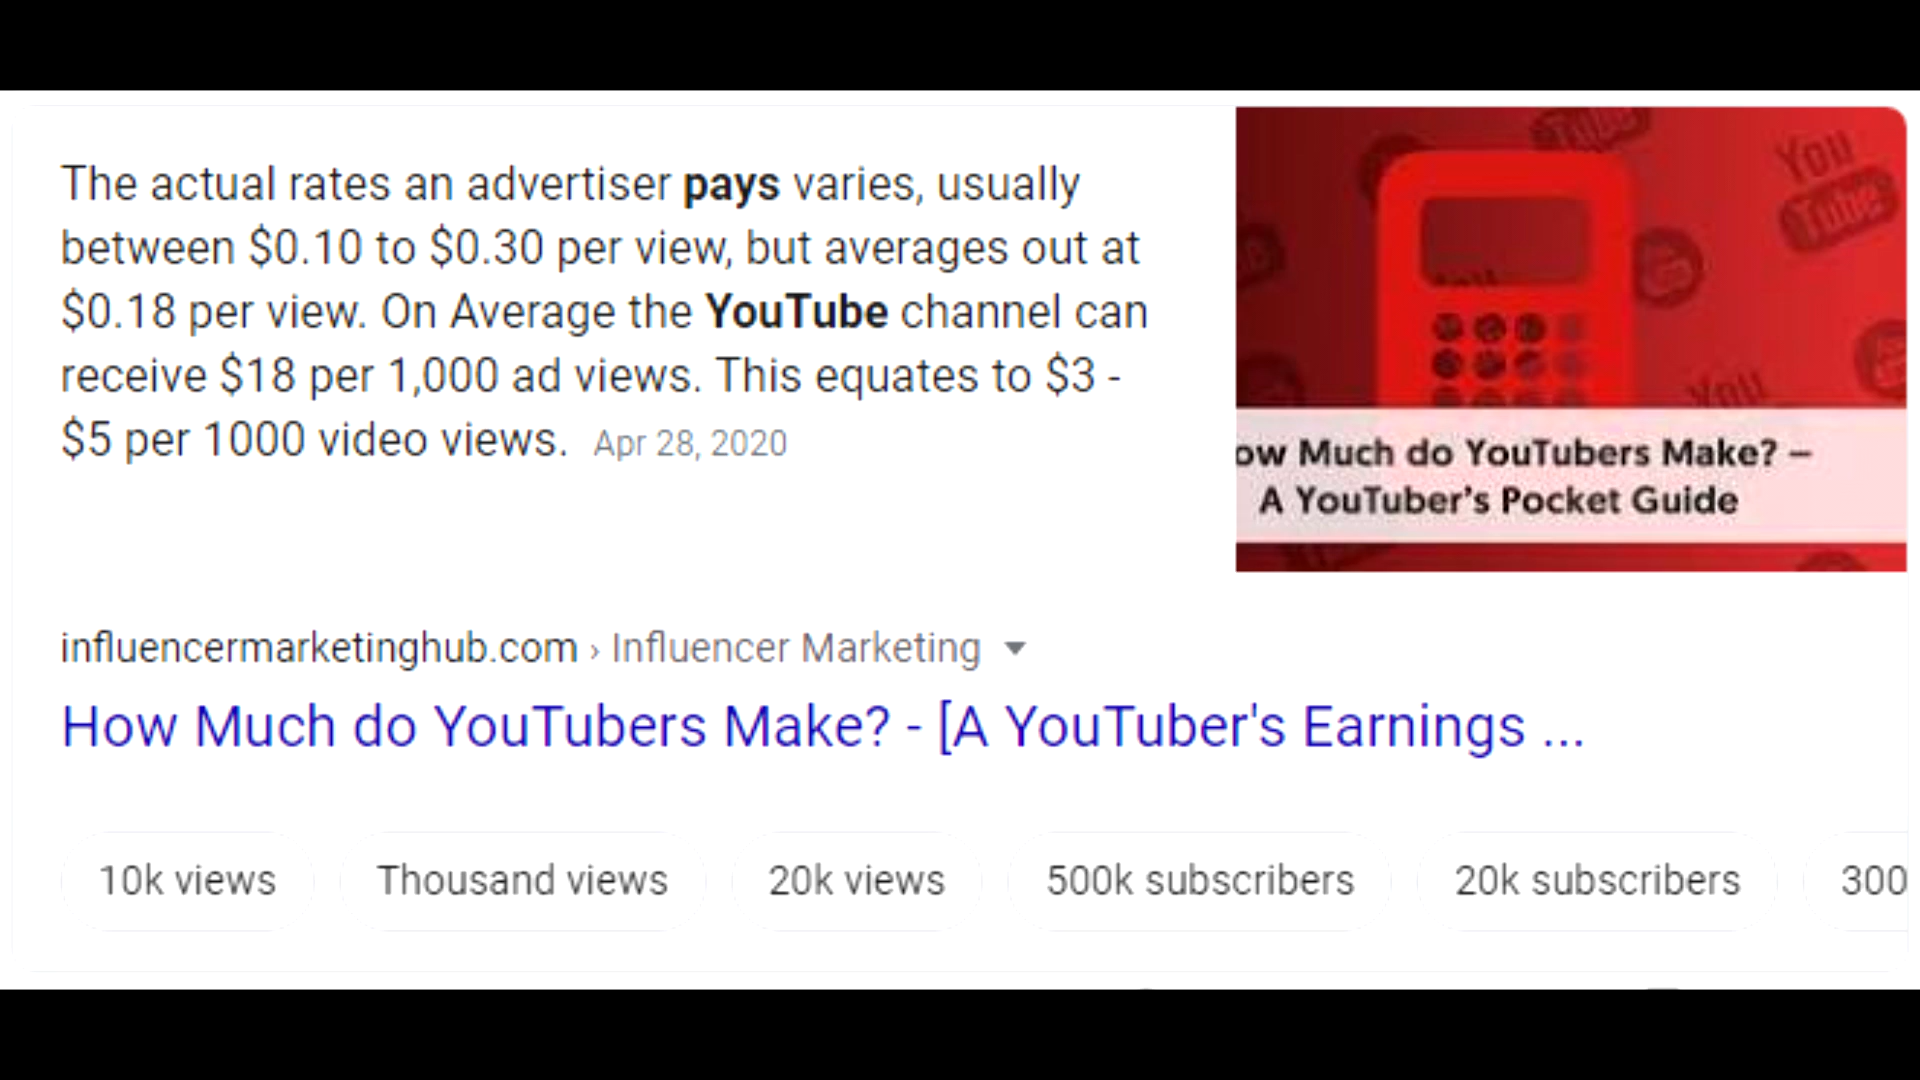 The actual rates an advertiser pays varies, usually
between $0.10 to $0.30 per view, but averages out at
$0.18 per view. On Average the YouTube channel can
receive $18 per 1,000 ad views. This equates to $3 -
$5 per 1000 video views. Apr 28, 2020
You
Tube
You
ow Much do YouTubers Make? –
A YouTuber's Pocket Guide
influencermarketinghub.com › Influencer Marketing
How Much do YouTubers Make? - [A YouTuber's Earnings ...
10k views Thousand views 20k views 500k subscribers 20k subscribers 300